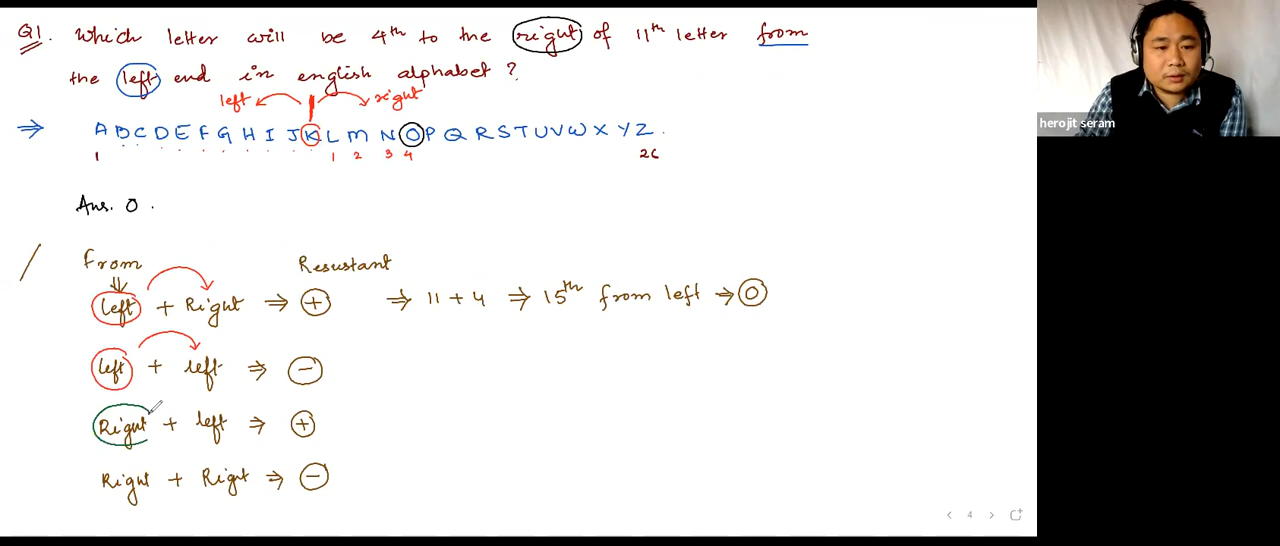 Q1. Which letter will be 4th to the right of 11th letter from
the left end in english alphabet ?
left right
⇒ A B C D E F G H I J K L M N O P Q R S T U V W X Y Z .
1 1 2 3 4 26
Ans. O .
From Resustant
left + Right ⇒ + ⇒ 11 + 4 ⇒ 15th from left → O
left + left ⇒ −
Right + left ⇒ +
Right + Right ⇒ −
herojit seram
< 4 >